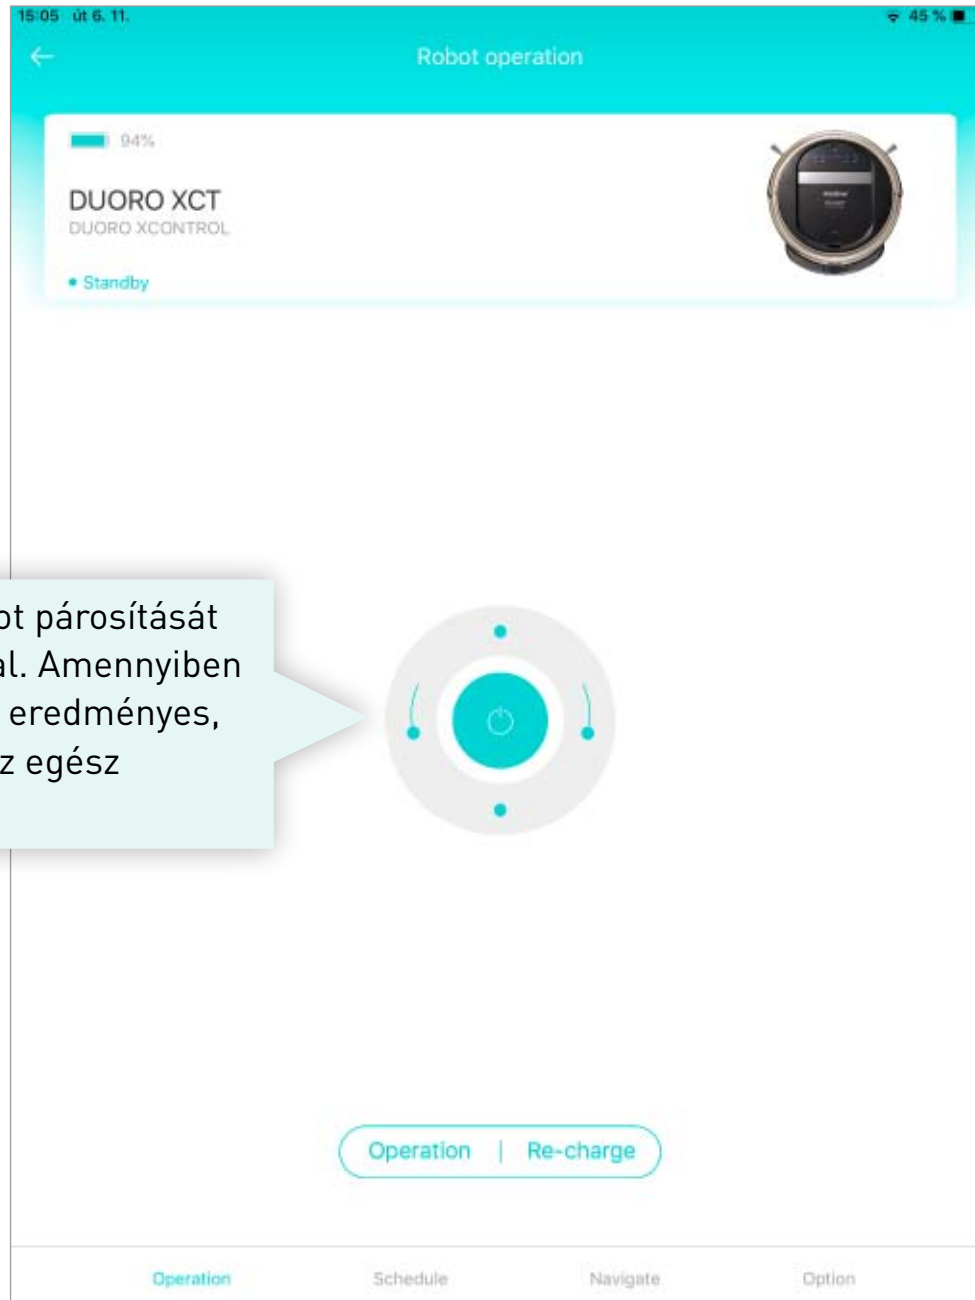 15:05 út 6. 11.
45 %
Robot operation
94%
DUORO XCT
DUORO XCONTROL
• Standby
ot párosítását
al. Amennyiben
eredményes,
z egész
Operation | Re-charge
Operation
Schedule
Navigate
Option